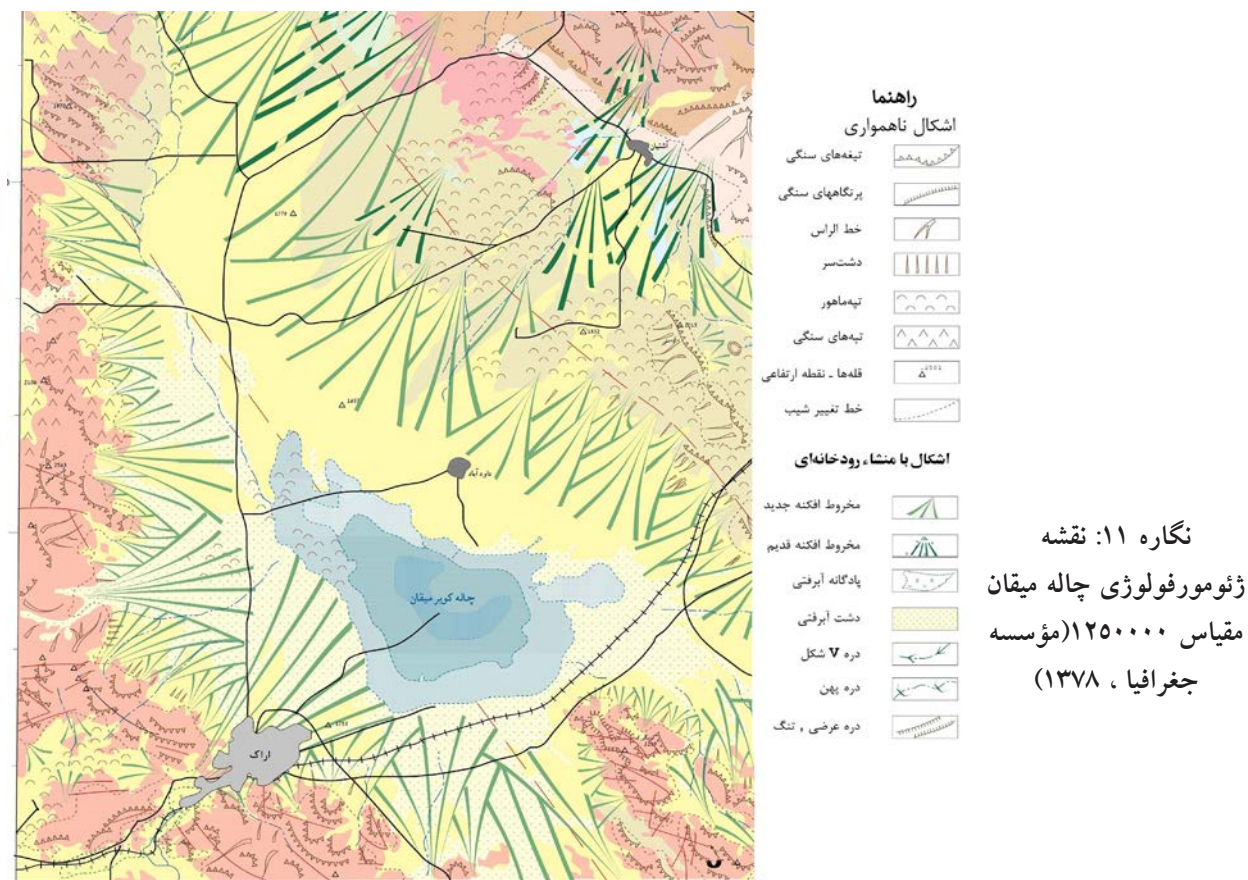 راهنما
اشکال ناهمواری
تیغه‌های سنگی
پرتگاههای سنگی
خط الراس
دشت‌سر
تپه‌ماهور
تپه‌های سنگی
قله‌ها ـ نقطه ارتفاعی
خط تغییر شیب
اشکال با منشاء رودخانه‌ای
مخروط افکنه جدید
مخروط افکنه قدیم
پادگانه آبرفتی
دشت آبرفتی
دره V شکل
دره پهن
دره عرضی , تنگ
آشتیان
داودآباد
چاله کویر میقان
اراک
نگاره ۱۱: نقشه
ژئومورفولوژی چاله میقان
مقیاس ۱۲۵۰۰۰۰(مؤسسه
جغرافیا ، ۱۳۷۸)